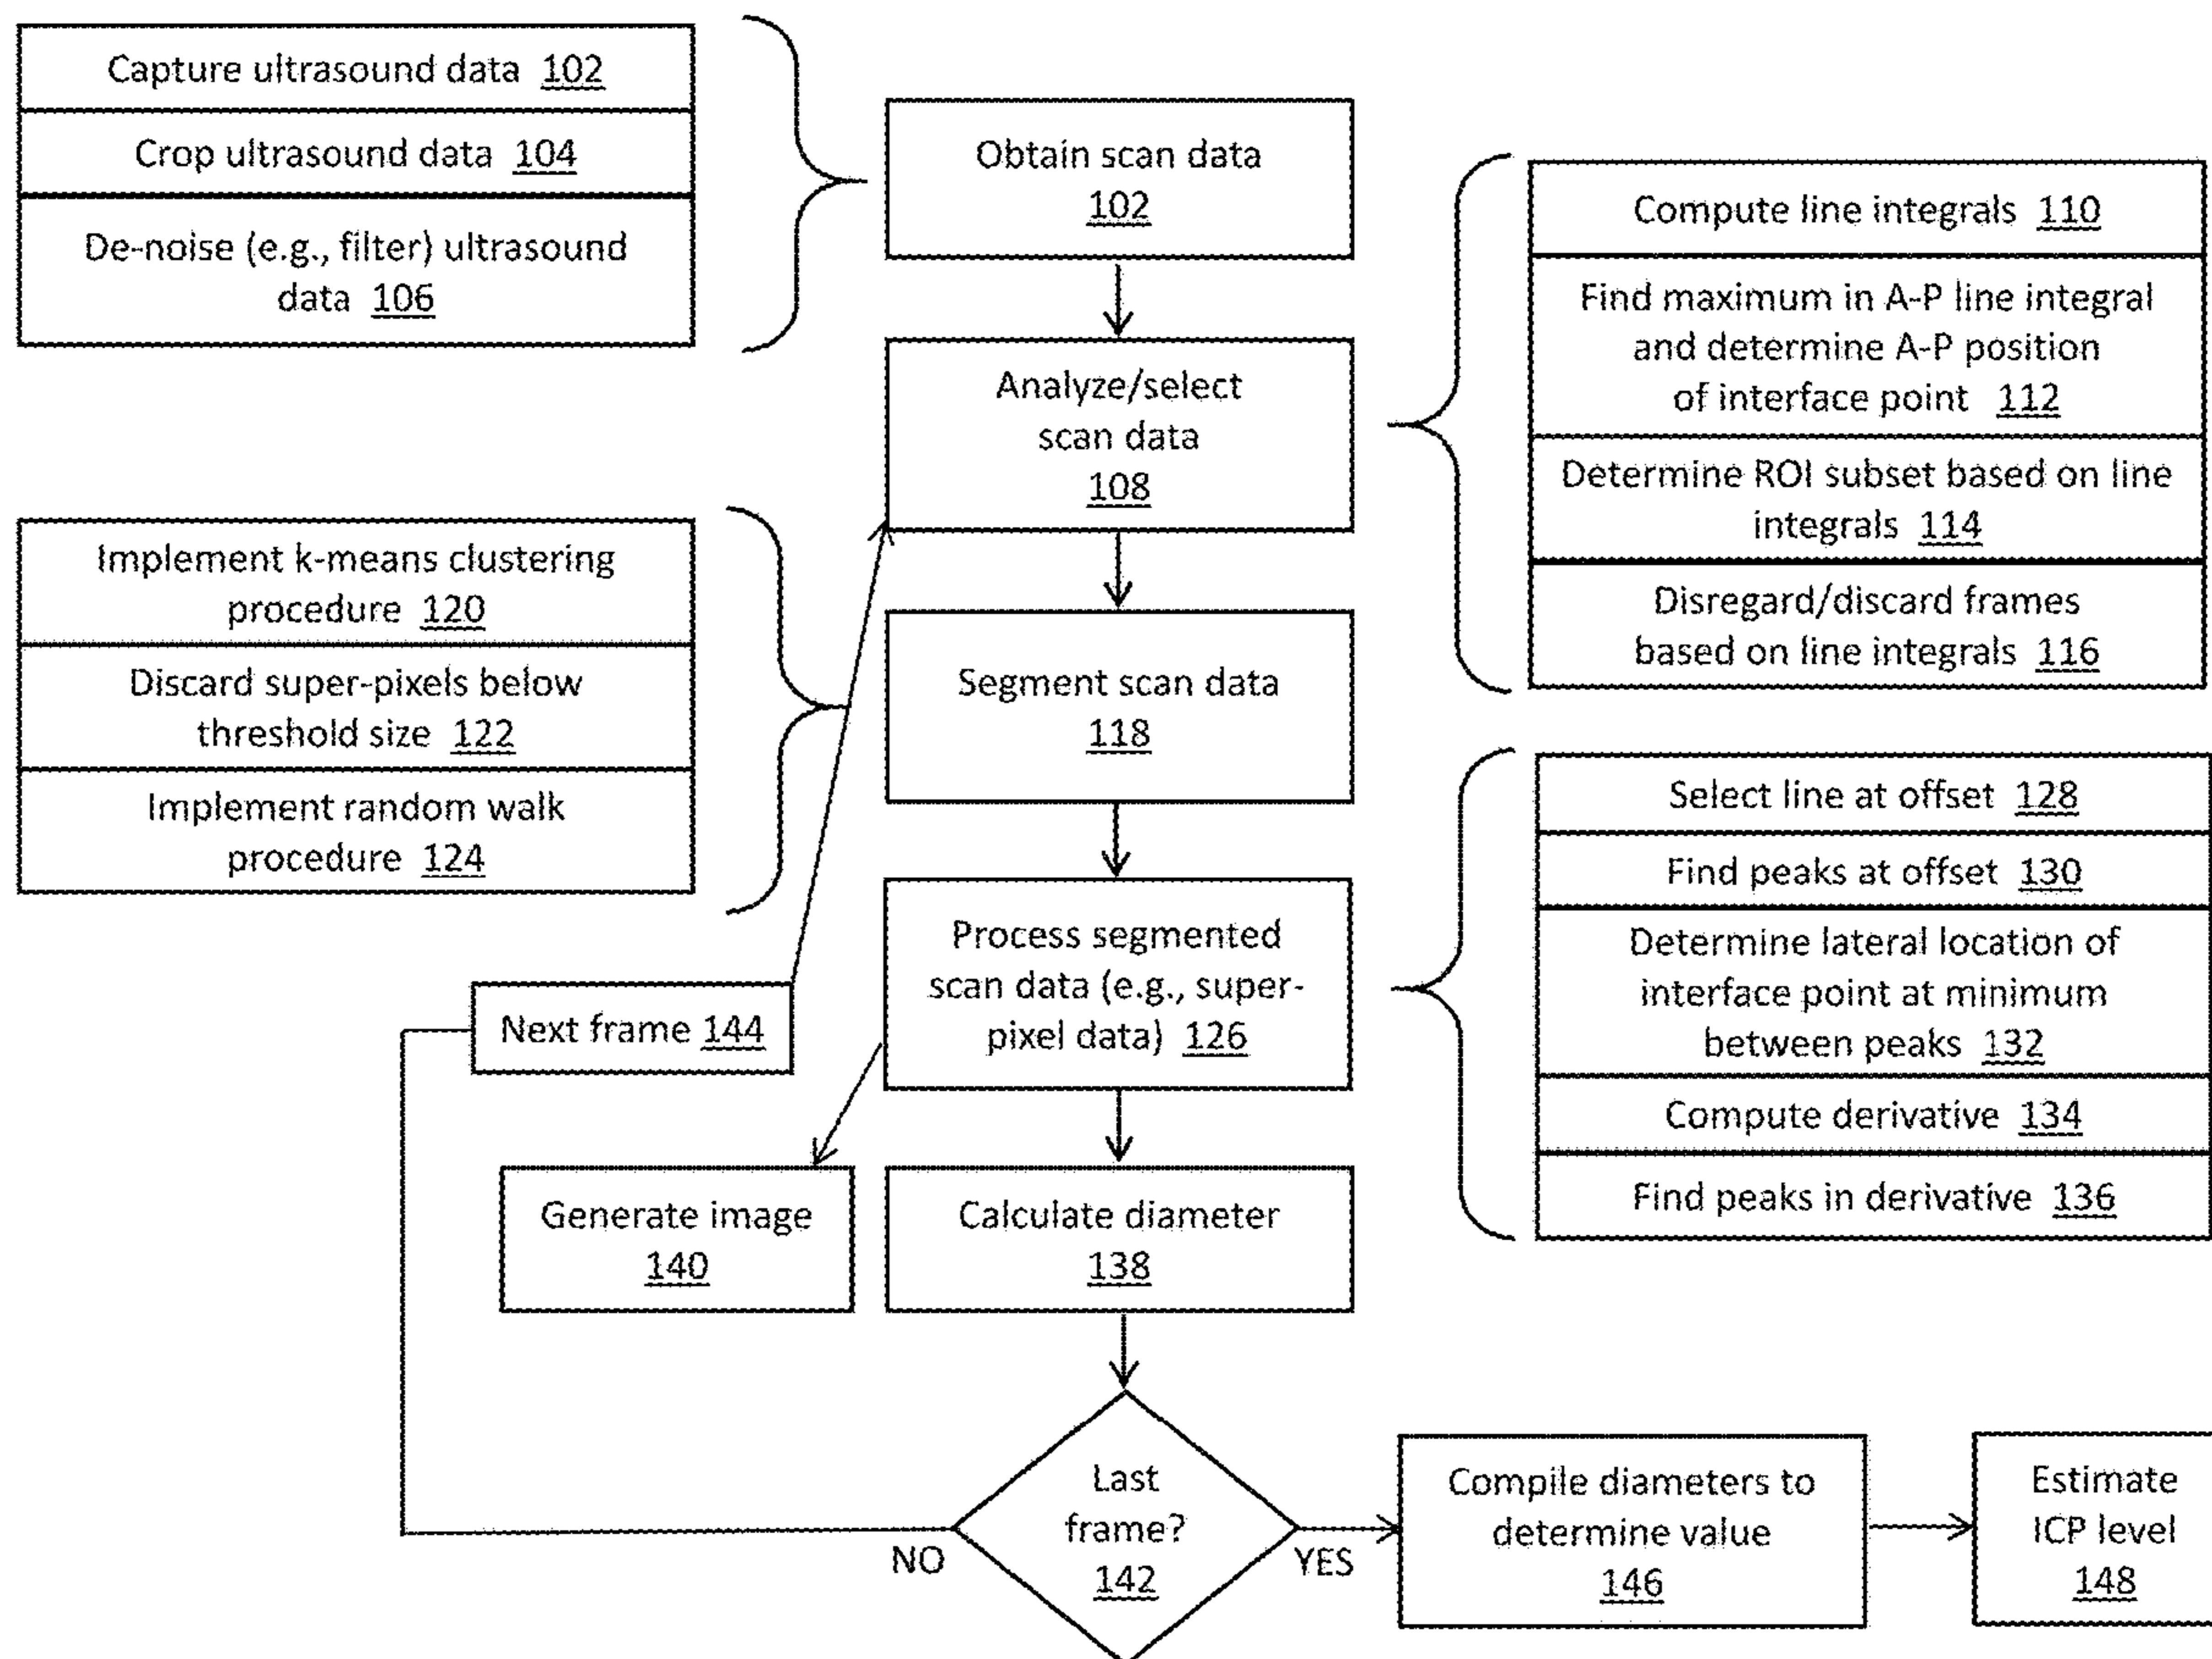 Capture ultrasound data 102
Crop ultrasound data 104
De-noise (e.g., filter) ultrasound
data 106
Obtain scan data
102
Analyze/select
scan data
108
Compute line integrals 110
Find maximum in A-P line integral
and determine A-P position
of interface point 112
Determine ROI subset based on line
integrals 114
Disregard/discard frames
based on line integrals 116
Implement k-means clustering
procedure 120
Discard super-pixels below
threshold size 122
Implement random walk
procedure 124
Segment scan data
118
Process segmented
scan data (e.g., super-
pixel data) 126
Select line at offset 128
Find peaks at offset 130
Determine lateral location of
interface point at minimum
between peaks 132
Compute derivative 134
Find peaks in derivative 136
Next frame 144
Generate image
140
Calculate diameter
138
Last
frame?
142
NO
YES
Compile diameters to
determine value
146
Estimate
ICP level
148